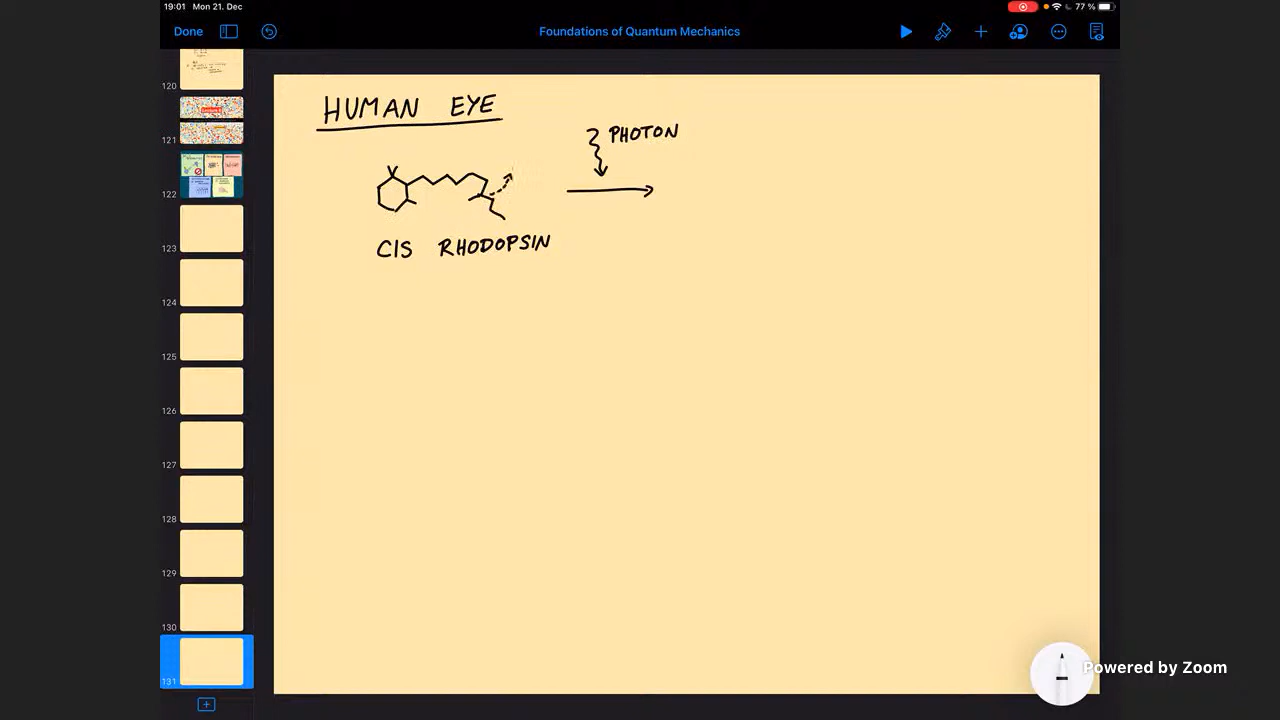 19:01 Mon 21. Dec
77 %
Done
Foundations of Quantum Mechanics
120
121
122
123
124
125
126
127
128
129
130
131
HUMAN EYE
PHOTON
CIS RHODOPSIN
Powered by Zoom